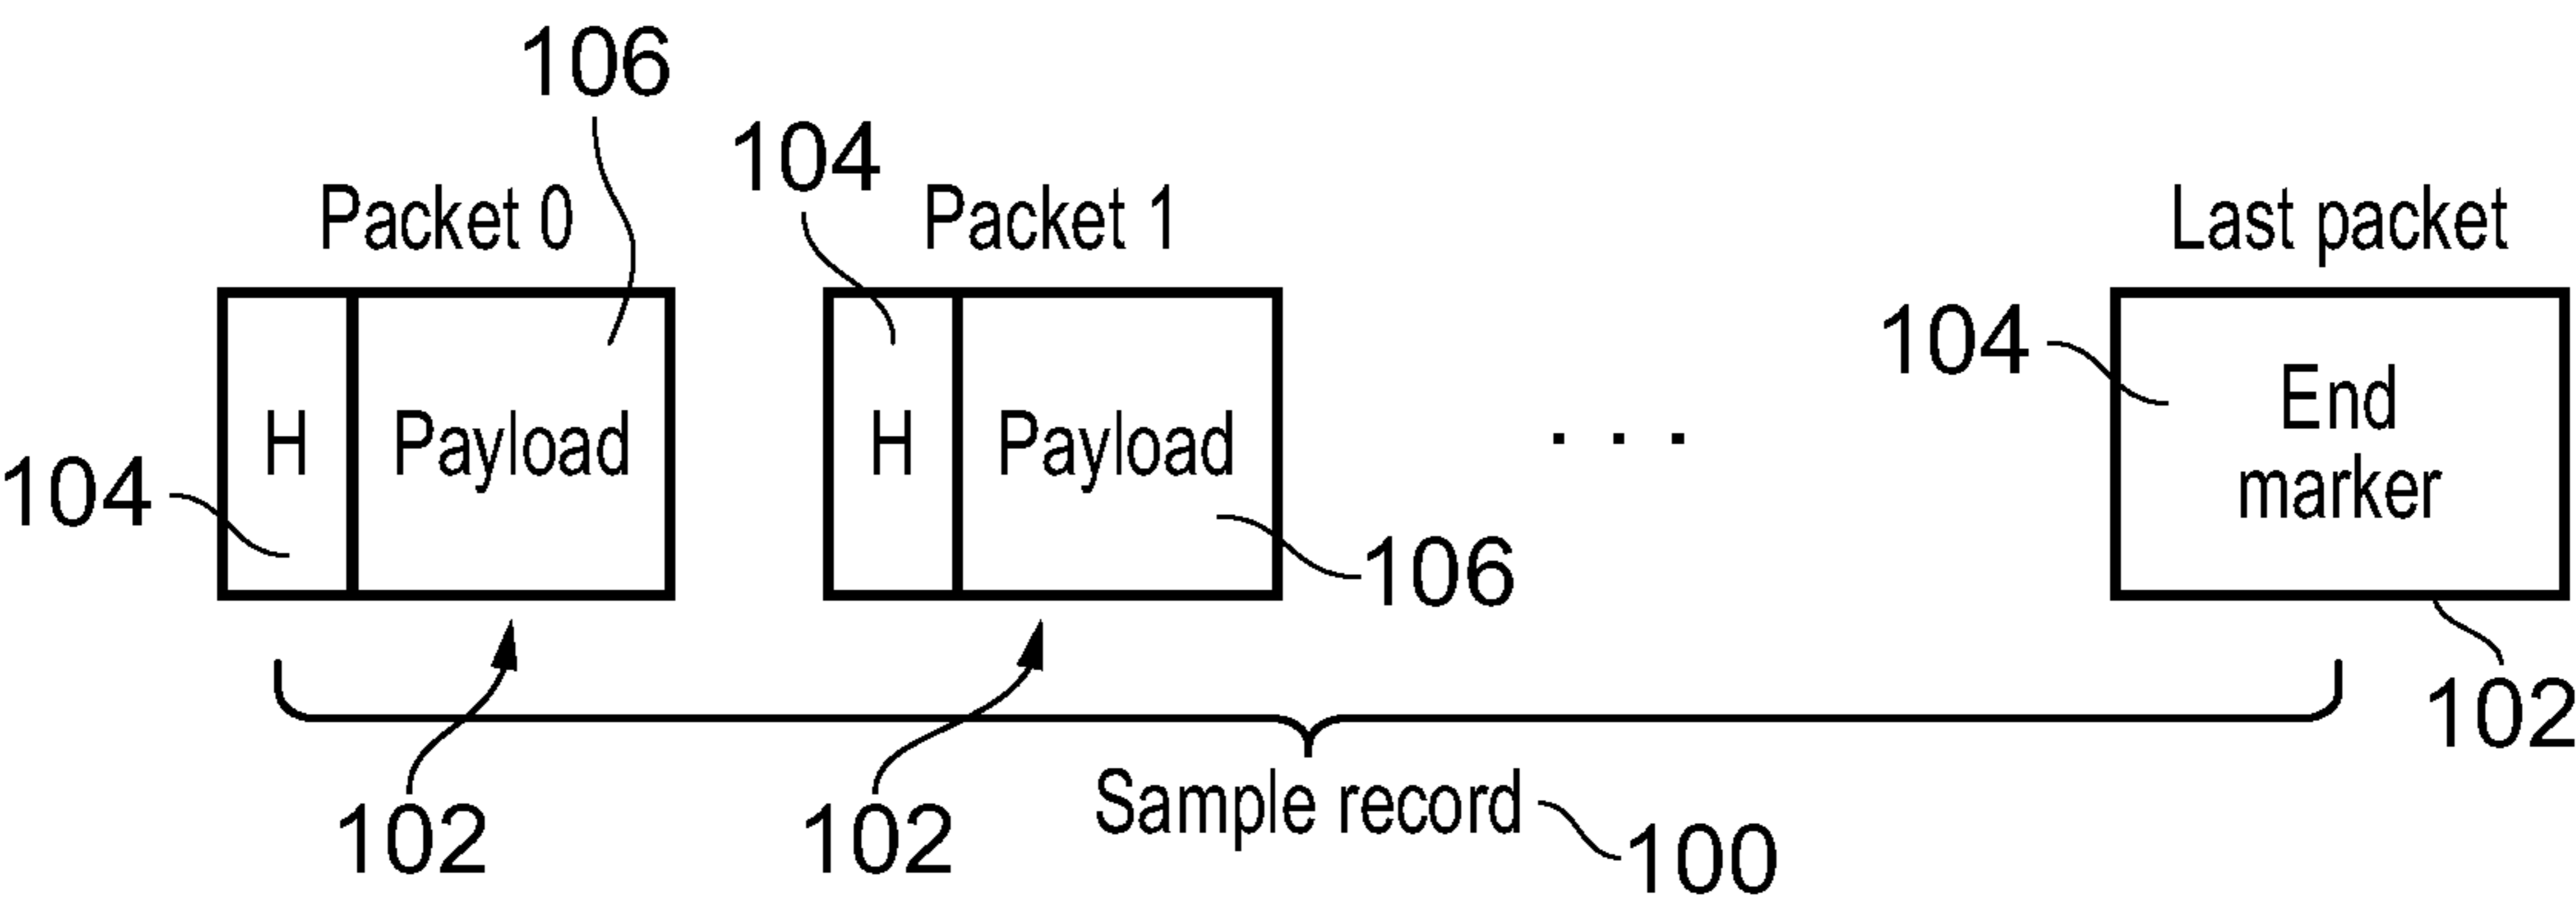 106
104
Packet 0
Packet 1
Last packet
104
End
marker
H
Payload
H
Payload
. . .
104
106
102
102
102
Sample record
100